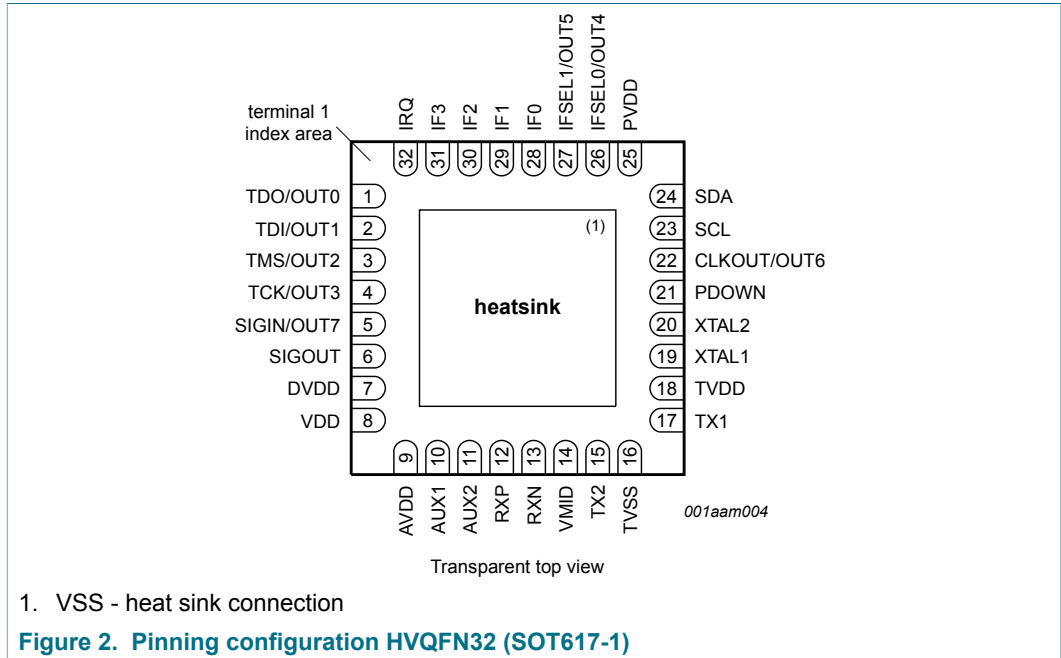 terminal 1
index area
IRQ
IF3
IF2
IF1
IF0
IFSEL1/OUT5
IFSEL0/OUT4
PVDD
32
31
30
29
28
27
26
25
TDO/OUT0 1
TDI/OUT1 2
TMS/OUT2 3
TCK/OUT3 4
SIGIN/OUT7 5
SIGOUT 6
DVDD 7
VDD 8
(1)
heatsink
24 SDA
23 SCL
22 CLKOUT/OUT6
21 PDOWN
20 XTAL2
19 XTAL1
18 TVDD
17 TX1
9
10
11
12
13
14
15
16
AVDD
AUX1
AUX2
RXP
RXN
VMID
TX2
TVSS
001aam004
Transparent top view
1. VSS - heat sink connection
Figure 2. Pinning configuration HVQFN32 (SOT617-1)